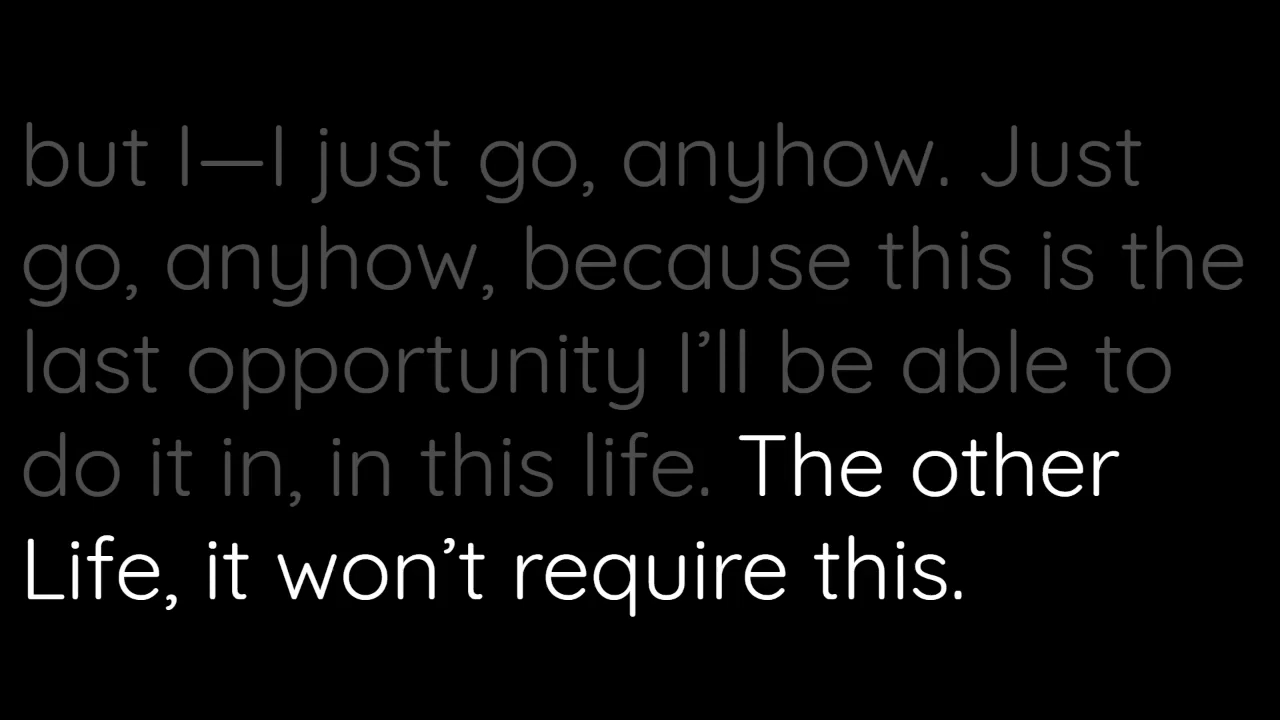 but I—I just go, anyhow. Just
go, anyhow, because this is the
last opportunity I’ll be able to
do it in, in this life. The other
Life, it won’t require this.